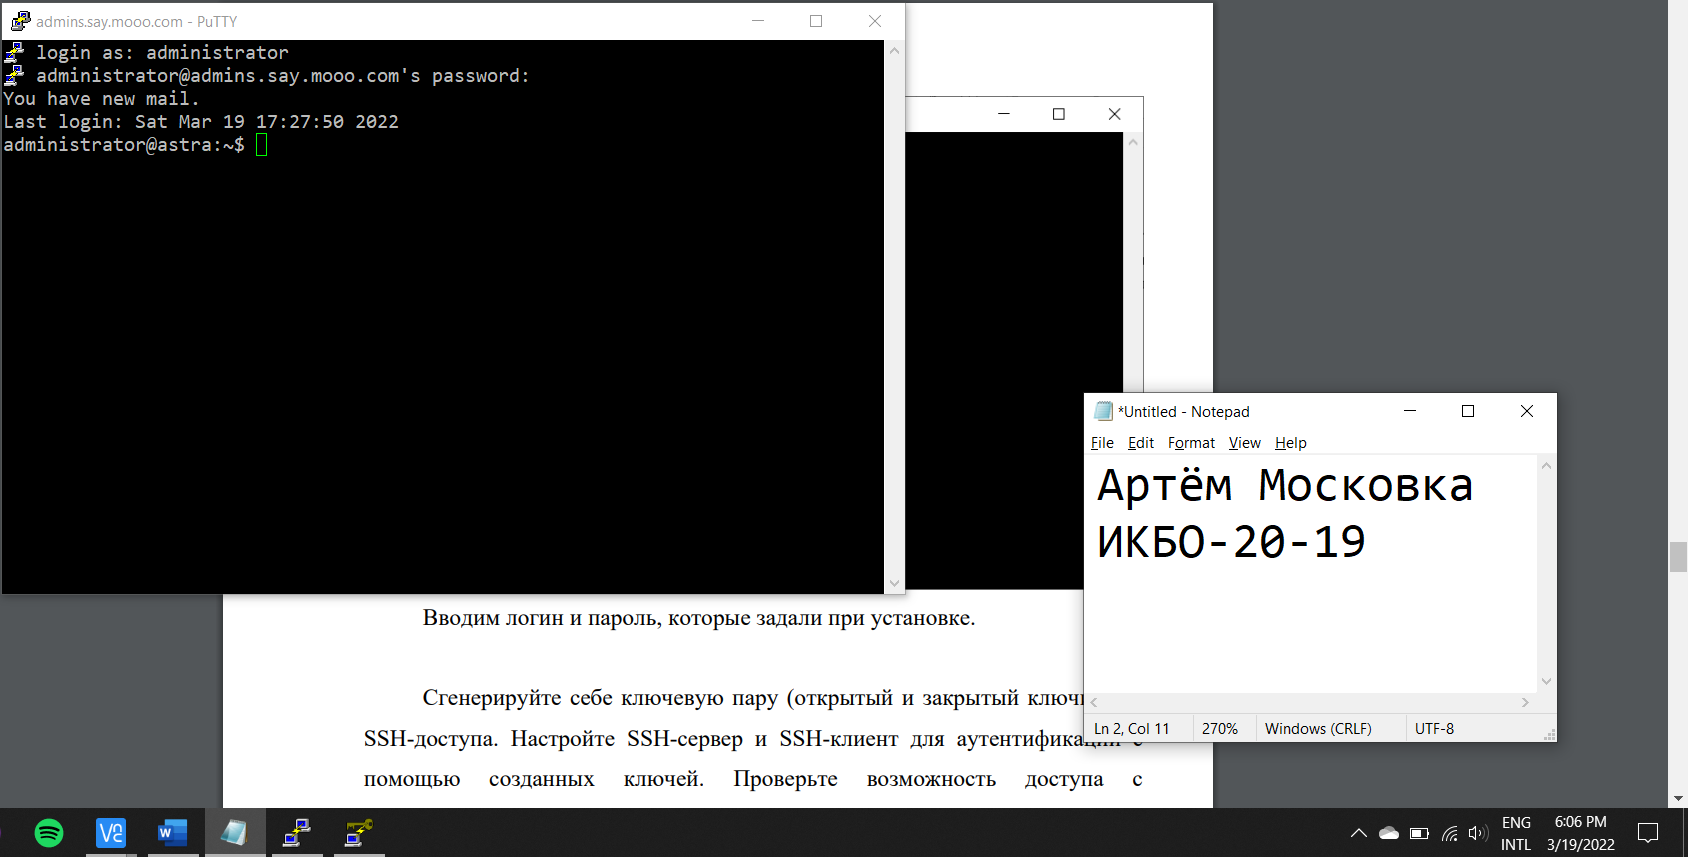 admins.say.mooo.com - PuTTY
login as: administrator
administrator@admins.say.mooo.com's password:
You have new mail.
Last login: Sat Mar 19 17:27:50 2022
administrator@astra:~$
*Untitled - Notepad
File Edit Format View Help
Артём Московка
ИКБО-20-19
Ln 2, Col 11 270% Windows (CRLF) UTF-8
Вводим логин и пароль, которые задали при установке.
Сгенерируйте себе ключевую пару (открытый и закрытый
SSH-доступа. Настройте SSH-сервер и SSH-клиент для
помощью созданных ключей. Проверьте возможность доступа с
ENG
INTL
6:06 PM
3/19/2022